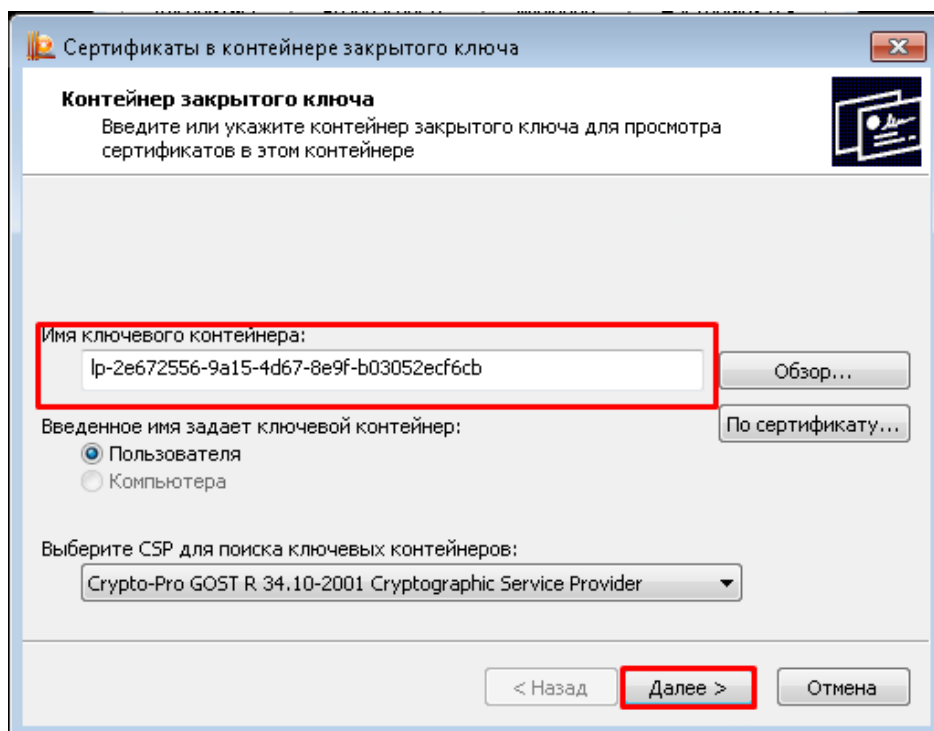 Сертификаты в контейнере закрытого ключа
Контейнер закрытого ключа
Введите или укажите контейнер закрытого ключа для просмотра
сертификатов в этом контейнере
Имя ключевого контейнера:
lp-2e672556-9a15-4d67-8e9f-b03052ecf6cb
Обзор...
По сертификату...
Введенное имя задает ключевой контейнер:
Пользователя
Компьютера
Выберите CSP для поиска ключевых контейнеров:
Crypto-Pro GOST R 34.10-2001 Cryptographic Service Provider
< Назад
Далее >
Отмена